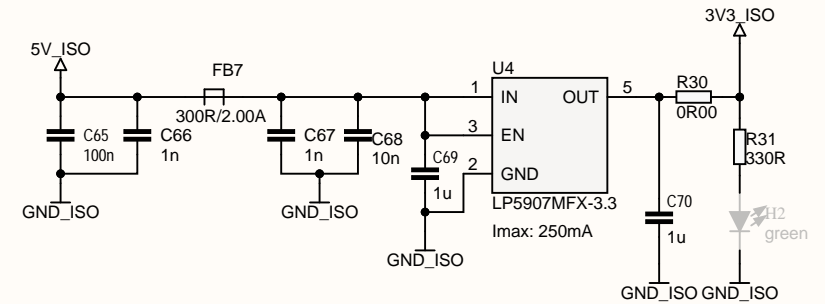 3V3_ISO
5V_ISO
FB7
300R/2.00A
U4
1
IN
OUT
5
R30
0R00
C65
100n
C66
1n
C67
1n
C68
10n
3
EN
R31
330R
C69
1u
2
GND
LP5907MFX-3.3
Imax: 250mA
C70
1u
H2
green
GND_ISO
GND_ISO
GND_ISO
GND_ISO
GND_ISO